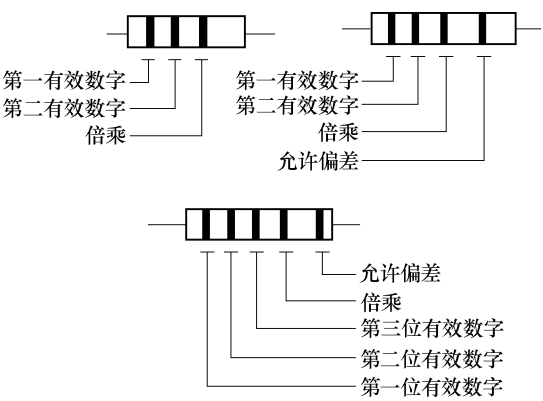 第一有效数字
第二有效数字
倍乘
第一有效数字
第二有效数字
倍乘
允许偏差
允许偏差
倍乘
第三位有效数字
第二位有效数字
第一位有效数字